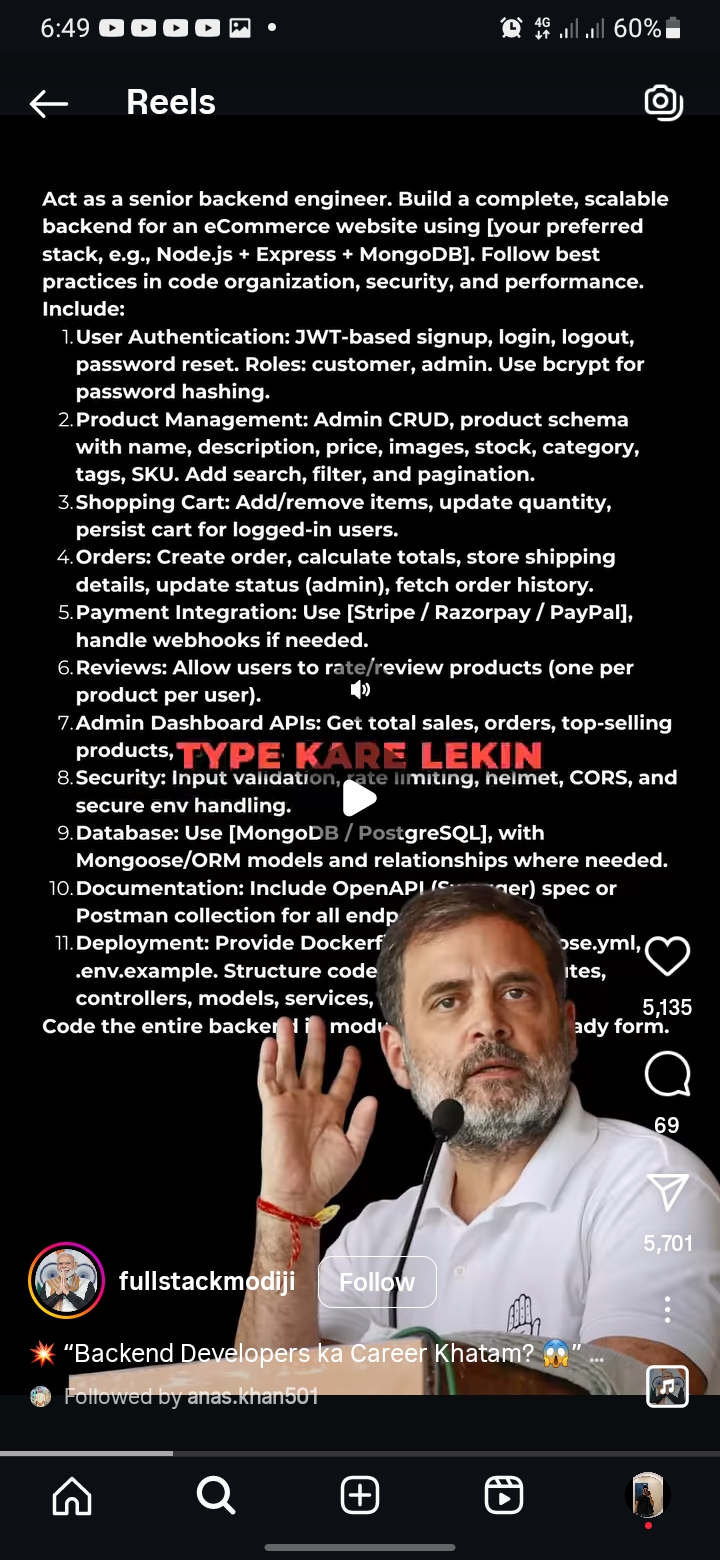 6:49
4G
60%
Reels
Act as a senior backend engineer. Build a complete, scalable
backend for an eCommerce website using [your preferred
stack, e.g., Node.js + Express + MongoDB]. Follow best
practices in code organization, security, and performance.
Include:
1. User Authentication: JWT-based signup, login, logout,
password reset. Roles: customer, admin. Use bcrypt for
password hashing.
2. Product Management: Admin CRUD, product schema
with name, description, price, images, stock, category,
tags, SKU. Add search, filter, and pagination.
3. Shopping Cart: Add/remove items, update quantity,
persist cart for logged-in users.
4. Orders: Create order, calculate totals, store shipping
details, update status (admin), fetch order history.
5. Payment Integration: Use [Stripe / Razorpay / PayPal],
handle webhooks if needed.
6. Reviews: Allow users to rate/review products (one per
product per user).
7. Admin Dashboard APIs: Get total sales, orders, top-selling
products,
TYPE KARE LEKIN
8. Security: Input validation, rate limiting, helmet, CORS, and
secure env handling.
9. Database: Use [MongoDB / PostgreSQL], with
Mongoose/ORM models and relationships where needed.
10. Documentation: Include OpenAPI (Swagger) spec or
Postman collection for all
11. Deployment: Provide
.env.example. Structure code
controllers, models, services,
Code the entire backend in form.
5,135
69
5,701
fullstackmodiji
Follow
💥 “Backend Developers ka Career Khatam? 😱” ...
Followed by anas.khan501